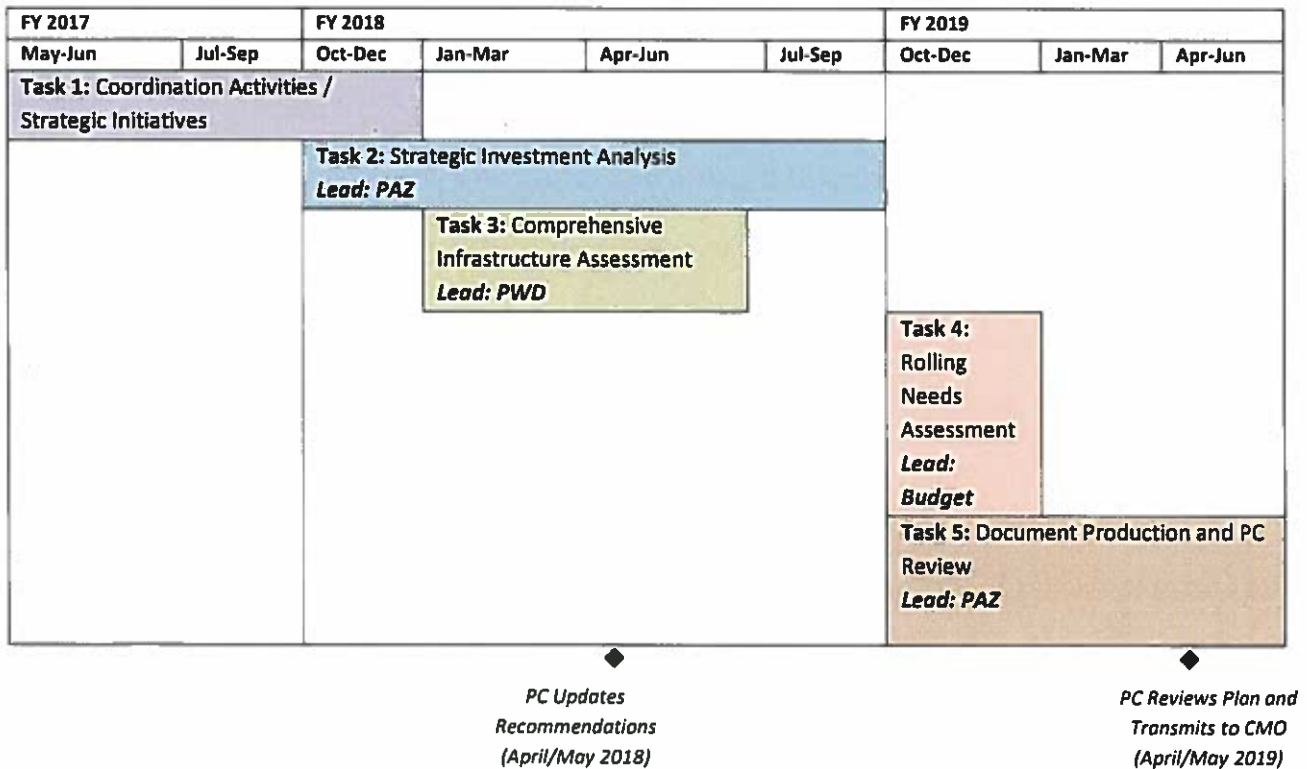 FY 2017 FY 2018 FY 2019
May-Jun Jul-Sep Oct-Dec Jan-Mar Apr-Jun Jul-Sep Oct-Dec Jan-Mar Apr-Jun
Task 1: Coordination Activities /
Strategic Initiatives
Task 2: Strategic Investment Analysis
Lead: PAZ
Task 3: Comprehensive
Infrastructure Assessment
Lead: PWD
Task 4:
Rolling
Needs
Assessment
Lead:
Budget
Task 5: Document Production and PC
Review
Lead: PAZ
PC Updates
Recommendations
(April/May 2018)
PC Reviews Plan and
Transmits to CMO
(April/May 2019)